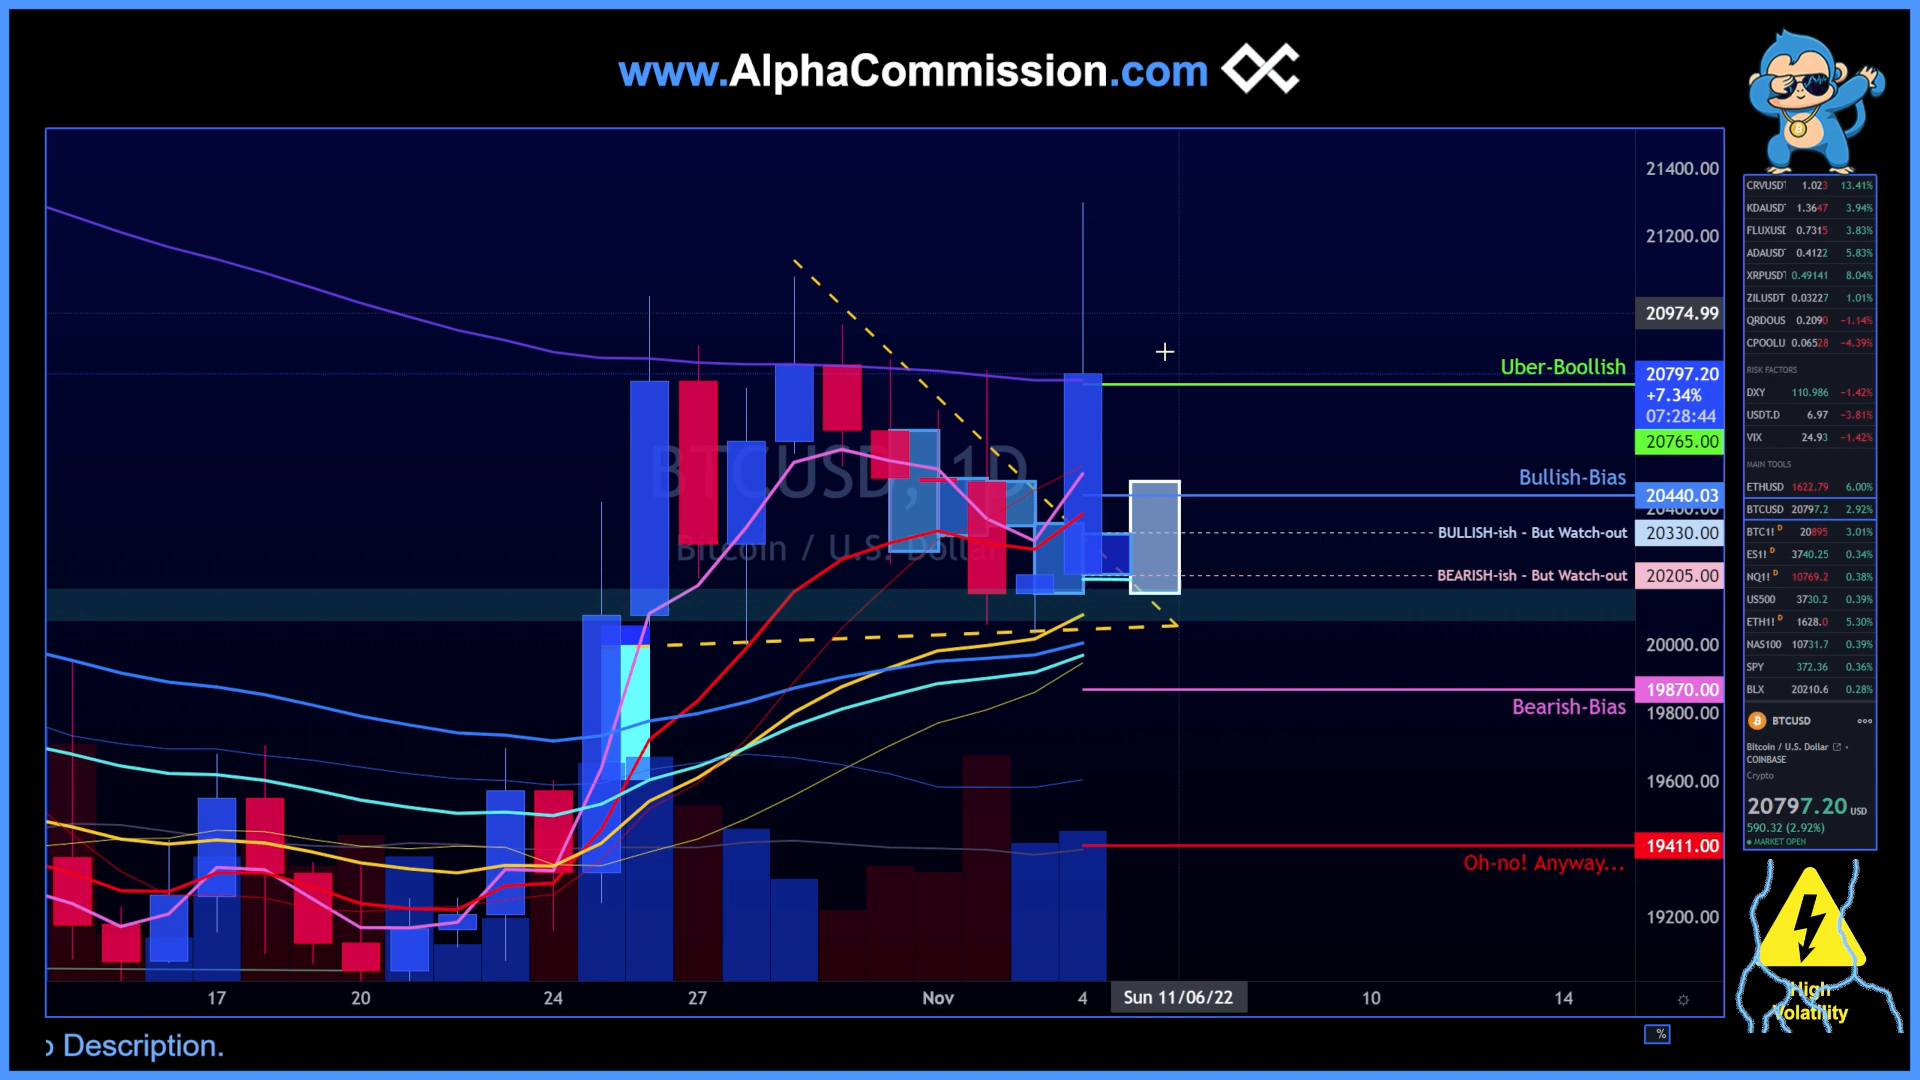 www.AlphaCommission.com
21400.00
21200.00
20974.99
Uber-Boollish
20797.20
+7.34%
07:28:44
20765.00
BTCUSD, 1D
Bitcoin / U.S. Dollar
Bullish-Bias
20440.03
20400.00
BULLISH-ish - But Watch-out
20330.00
BEARISH-ish - But Watch-out
20205.00
20000.00
19870.00
Bearish-Bias
19800.00
19600.00
19411.00
Oh-no! Anyway...
19200.00
17 20 24 27 Nov 4 Sun 11/06/22 10 14
%
Description.
CRVUSDT 1.023 13.41%
KDAUSDT 1.3647 3.94%
FLUXUSD 0.7315 3.83%
ADAUSDT 0.4122 5.83%
XRPUSDT 0.49141 8.04%
ZILUSDT 0.03227 1.01%
QRDOUS 0.2090 −1.14%
CPOOLU 0.06528 −4.39%
RISK FACTORS
DXY 110.986 −1.42%
USDT.D 6.97 −3.81%
VIX 24.93 −1.42%
MAIN TOOLS
ETHUSD 1622.79 6.00%
BTCUSD 20797.2 2.92%
BTC1! D 20895 3.01%
ES1! D 3740.25 0.34%
NQ1! D 10769.2 0.38%
US500 3730.2 0.39%
ETH1! D 1628.0 5.30%
NAS100 10731.7 0.39%
SPY 372.36 0.36%
BLX 20210.6 0.28%
BTCUSD
Bitcoin / U.S. Dollar
COINBASE
Crypto
20797.20 USD
590.32 (2.92%)
MARKET OPEN
High
Volatility